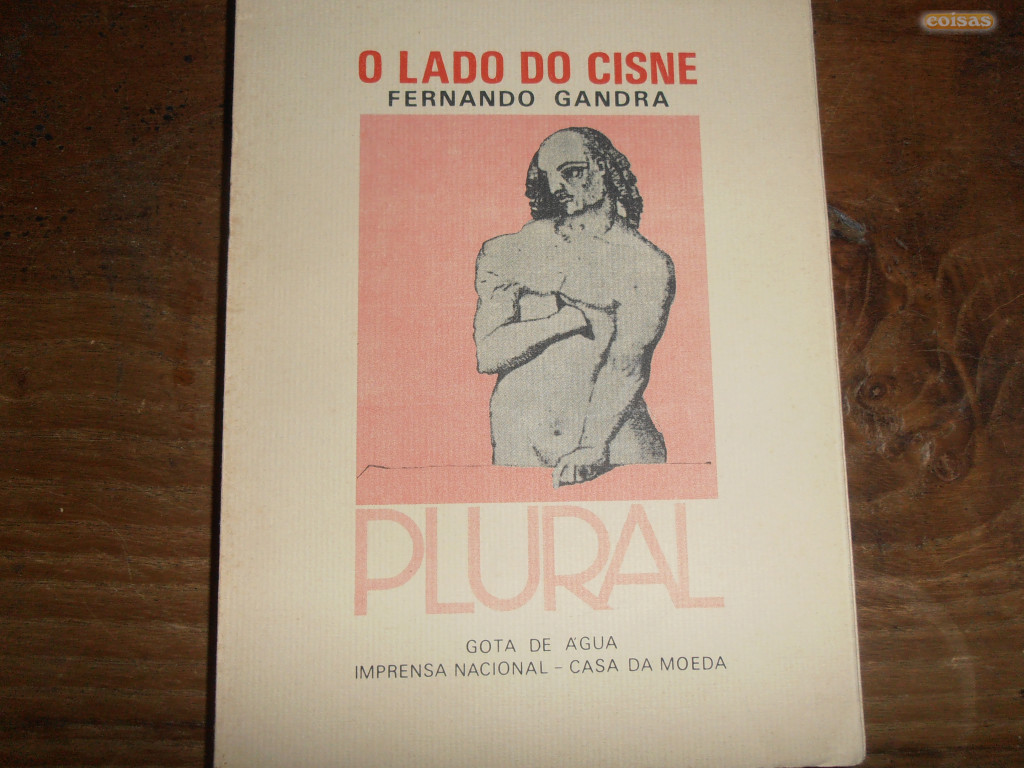 coisas
O LADO DO CISNE
FERNANDO GANDRA
PLURAL
GOTA DE ÁGUA
IMPRENSA NACIONAL – CASA DA MOEDA